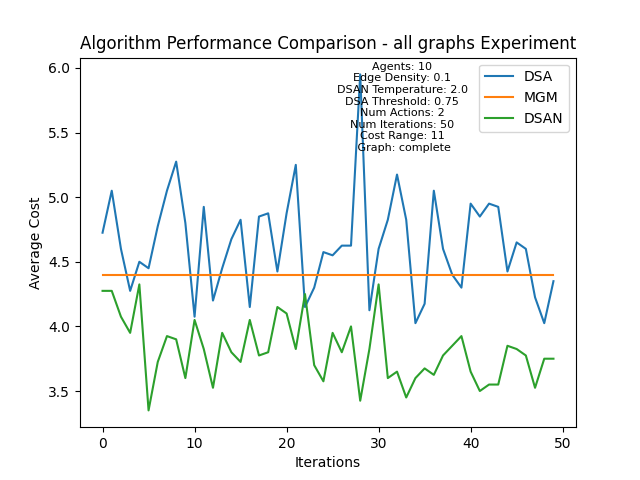 Algorithm Performance Comparison - all graphs Experiment
Agents: 10
Edge Density: 0.1
DSAN Temperature: 2.0
DSA Threshold: 0.75
Num Actions: 2
Num Iterations: 50
Cost Range: 11
Graph: complete
DSA
MGM
DSAN
Average Cost
6.0
5.5
5.0
4.5
4.0
3.5
0 10 20 30 40 50
Iterations